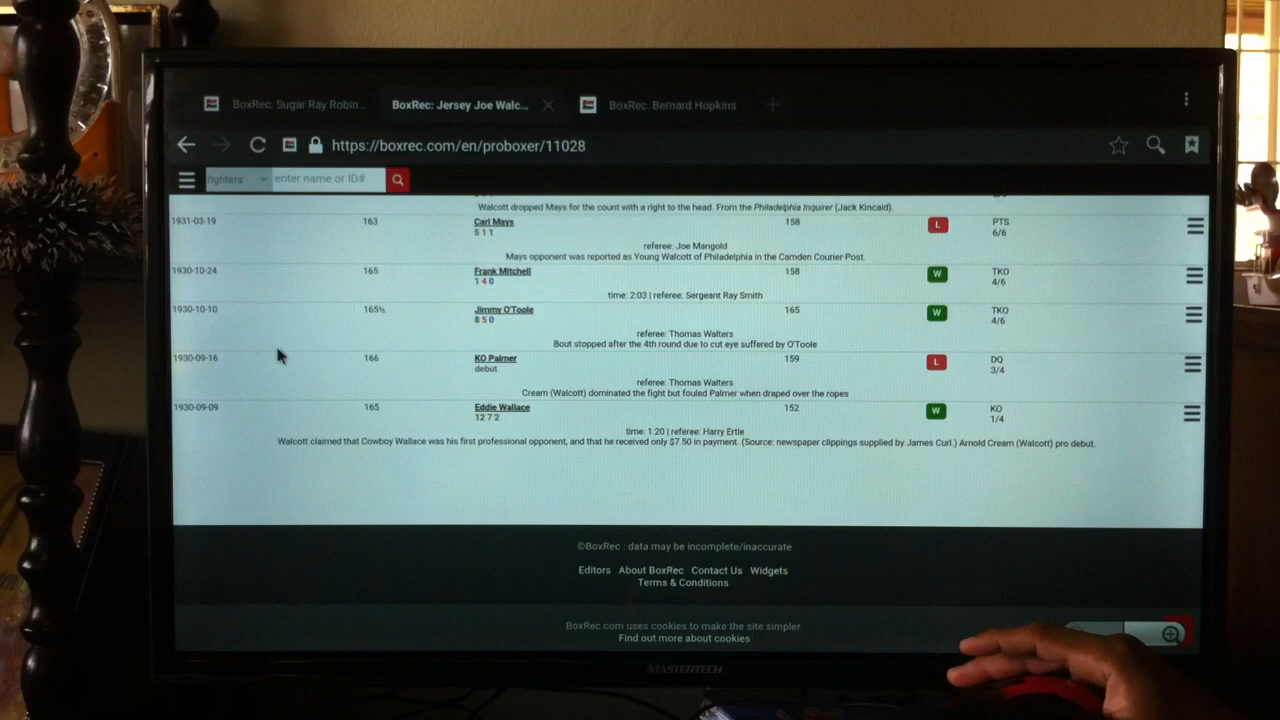 BoxRec: Sugar Ray Robin... BoxRec: Jersey Joe Walc... BoxRec: Bernard Hopkins
https://boxrec.com/en/proboxer/11028
fighters enter name or ID#
Walcott dropped Mays for the count with a right to the head. From the Philadelphia Inquirer (Jack Kincaid).
1931-03-19 163 Carl Mays 158 L PTS
5 1 1 6/6
referee: Joe Mangold
Mays opponent was reported as Young Walcott of Philadelphia in the Camden Courier-Post.
1930-10-24 165 Frank Mitchell 158 W TKO
1 4 0 4/6
time: 2:03 | referee: Sergeant Ray Smith
1930-10-10 165½ Jimmy O'Toole 165 W TKO
8 5 0 4/6
referee: Thomas Walters
Bout stopped after the 4th round due to cut eye suffered by O'Toole
1930-09-16 166 KO Palmer 159 L DQ
debut 3/4
referee: Thomas Walters
Cream (Walcott) dominated the fight but fouled Palmer when draped over the ropes
1930-09-09 165 Eddie Wallace 152 W KO
12 7 2 1/4
time: 1:20 | referee: Harry Ertle
Walcott claimed that Cowboy Wallace was his first professional opponent, and that he received only $7.50 in payment. (Source: newspaper clippings supplied by James Curl.) Arnold Cream (Walcott) pro debut.
©BoxRec : data may be incomplete/inaccurate
Editors About BoxRec Contact Us Widgets
Terms & Conditions
BoxRec.com uses cookies to make the site simpler.
Find out more about cookies
MASTERTECH